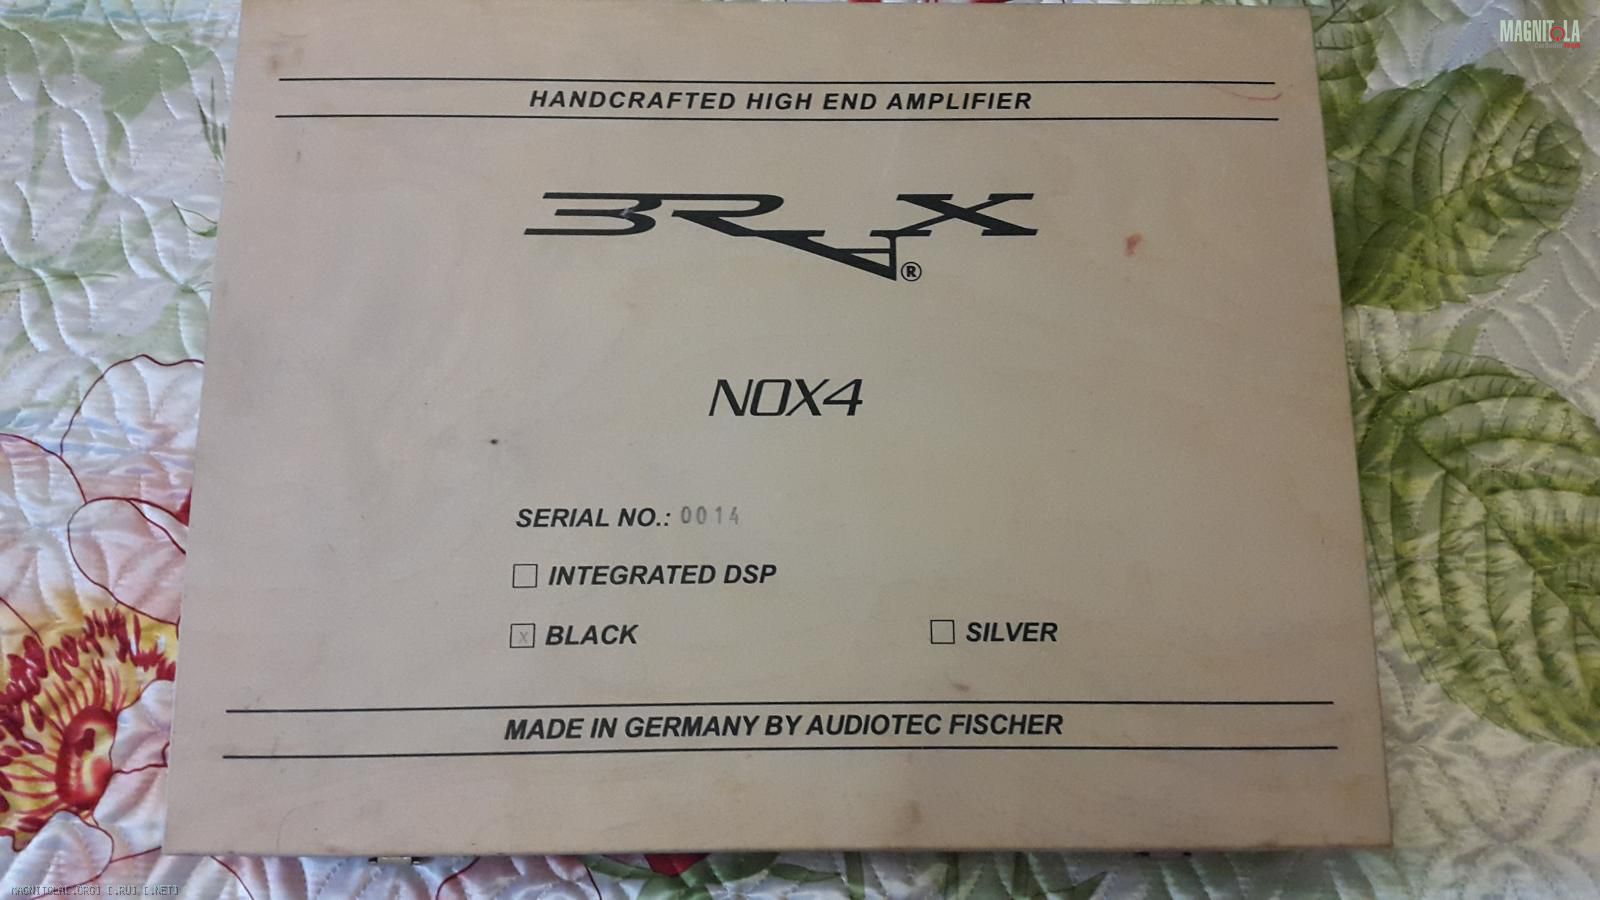 MAGNITOLA
HANDCRAFTED HIGH END AMPLIFIER
BRAX®
NOX4
SERIAL NO.: 0014
INTEGRATED DSP
x BLACK
SILVER
MADE IN GERMANY BY AUDIOTEC FISCHER